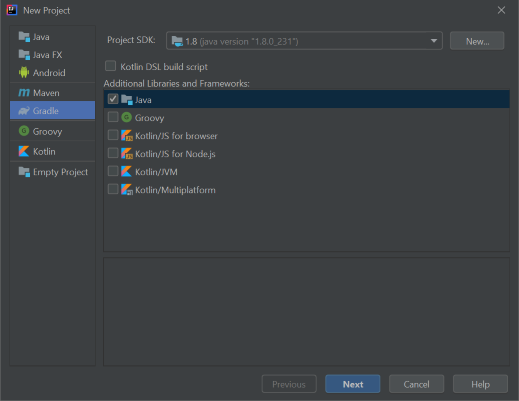 New Project
Java
Java FX
Android
Maven
Gradle
Groovy
Kotlin
Empty Project
Project SDK: 1.8 (java version "1.8.0_231") New...
Kotlin DSL build script
Additional Libraries and Frameworks:
Java
Groovy
Kotlin/JS for browser
Kotlin/JS for Node.js
Kotlin/JVM
Kotlin/Multiplatform
Previous Next Cancel Help